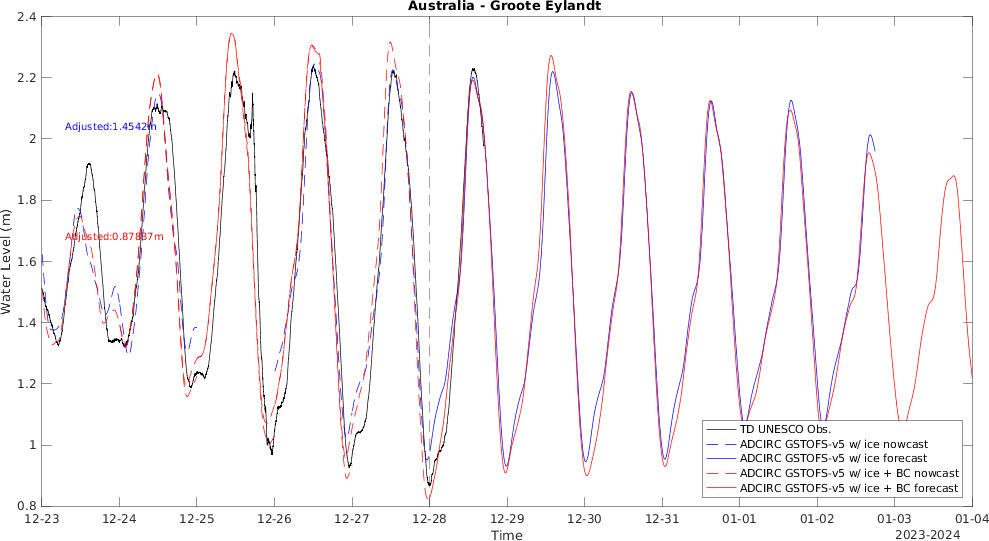 Australia - Groote Eylandt
2.4
2.2
2
1.8
1.6
1.4
1.2
1
0.8
Water Level (m)
Adjusted:1.4542m
Adjusted:0.87837m
TD UNESCO Obs.
ADCIRC GSTOFS-v5 w/ ice nowcast
ADCIRC GSTOFS-v5 w/ ice forecast
ADCIRC GSTOFS-v5 w/ ice + BC nowcast
ADCIRC GSTOFS-v5 w/ ice + BC forecast
12-23 12-24 12-25 12-26 12-27 12-28 12-29 12-30 12-31 01-01 01-02 01-03 01-04
Time
2023-2024